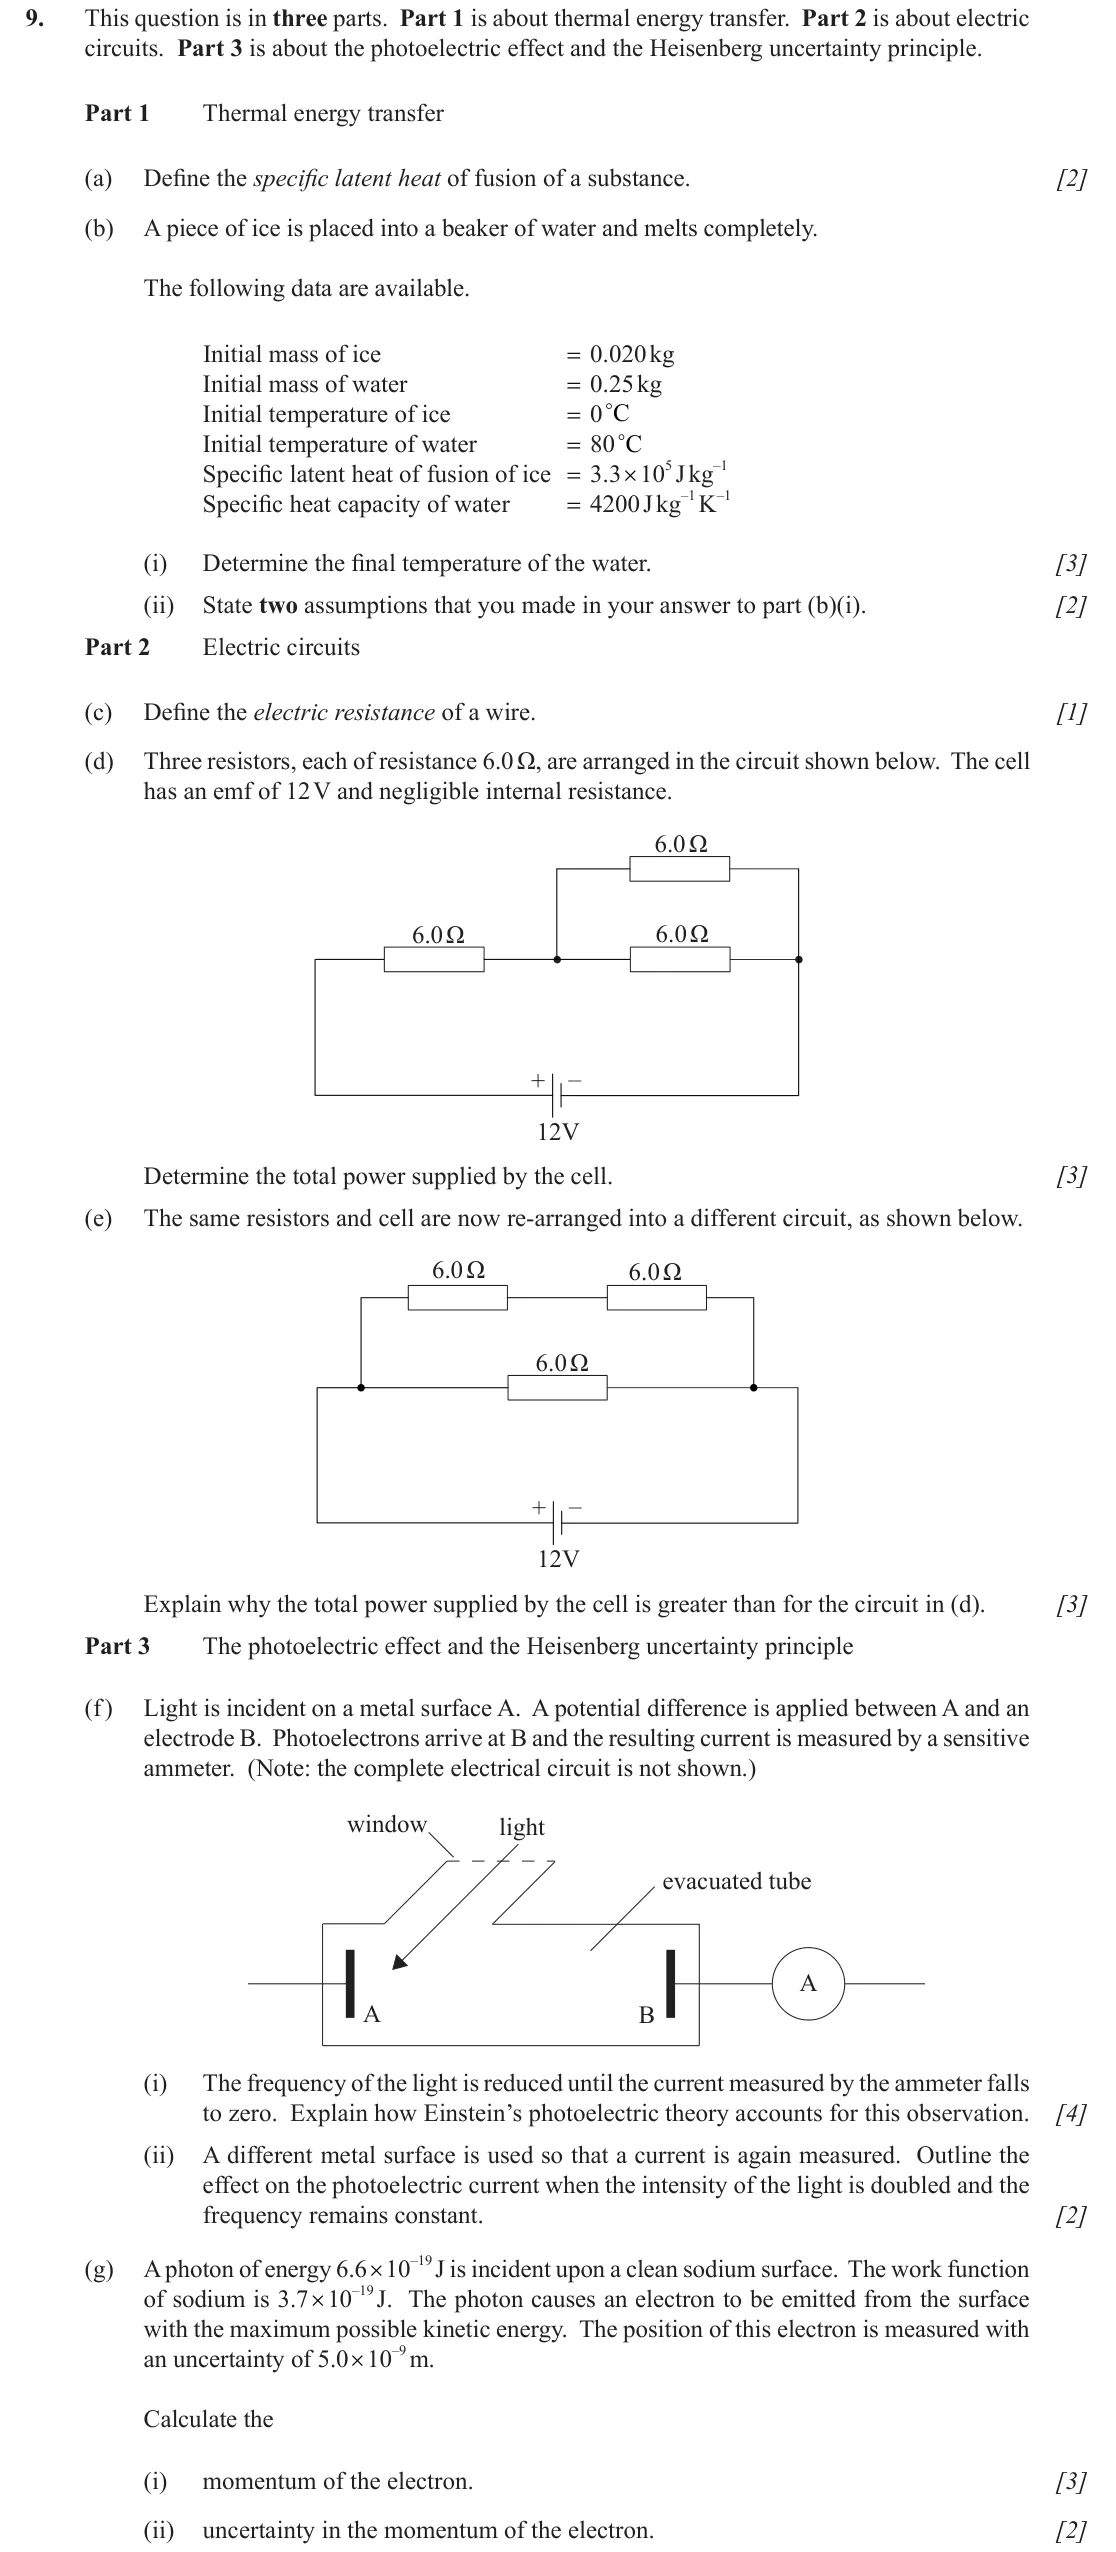 9. This question is in three parts. Part 1 is about thermal energy transfer. Part 2 is about electric
circuits. Part 3 is about the photoelectric effect and the Heisenberg uncertainty principle.
Part 1 Thermal energy transfer
(a) Define the specific latent heat of fusion of a substance. [2]
(b) A piece of ice is placed into a beaker of water and melts completely.
The following data are available.
Initial mass of ice = 0.020 kg
Initial mass of water = 0.25 kg
Initial temperature of ice = 0 °C
Initial temperature of water = 80 °C
Specific latent heat of fusion of ice = 3.3×10⁵ J kg⁻¹
Specific heat capacity of water = 4200 J kg⁻¹ K⁻¹
(i) Determine the final temperature of the water. [3]
(ii) State two assumptions that you made in your answer to part (b)(i). [2]
Part 2 Electric circuits
(c) Define the electric resistance of a wire. [1]
(d) Three resistors, each of resistance 6.0 Ω, are arranged in the circuit shown below. The cell
has an emf of 12 V and negligible internal resistance.
6.0 Ω
6.0 Ω 6.0 Ω
+ –
12V
Determine the total power supplied by the cell. [3]
(e) The same resistors and cell are now re-arranged into a different circuit, as shown below.
6.0 Ω 6.0 Ω
6.0 Ω
+ –
12V
Explain why the total power supplied by the cell is greater than for the circuit in (d). [3]
Part 3 The photoelectric effect and the Heisenberg uncertainty principle
(f) Light is incident on a metal surface A. A potential difference is applied between A and an
electrode B. Photoelectrons arrive at B and the resulting current is measured by a sensitive
ammeter. (Note: the complete electrical circuit is not shown.)
window light
evacuated tube
A
A B
(i) The frequency of the light is reduced until the current measured by the ammeter falls
to zero. Explain how Einstein's photoelectric theory accounts for this observation. [4]
(ii) A different metal surface is used so that a current is again measured. Outline the
effect on the photoelectric current when the intensity of the light is doubled and the
frequency remains constant. [2]
(g) A photon of energy 6.6×10⁻¹⁹ J is incident upon a clean sodium surface. The work function
of sodium is 3.7×10⁻¹⁹ J. The photon causes an electron to be emitted from the surface
with the maximum possible kinetic energy. The position of this electron is measured with
an uncertainty of 5.0×10⁻⁹ m.
Calculate the
(i) momentum of the electron. [3]
(ii) uncertainty in the momentum of the electron. [2]